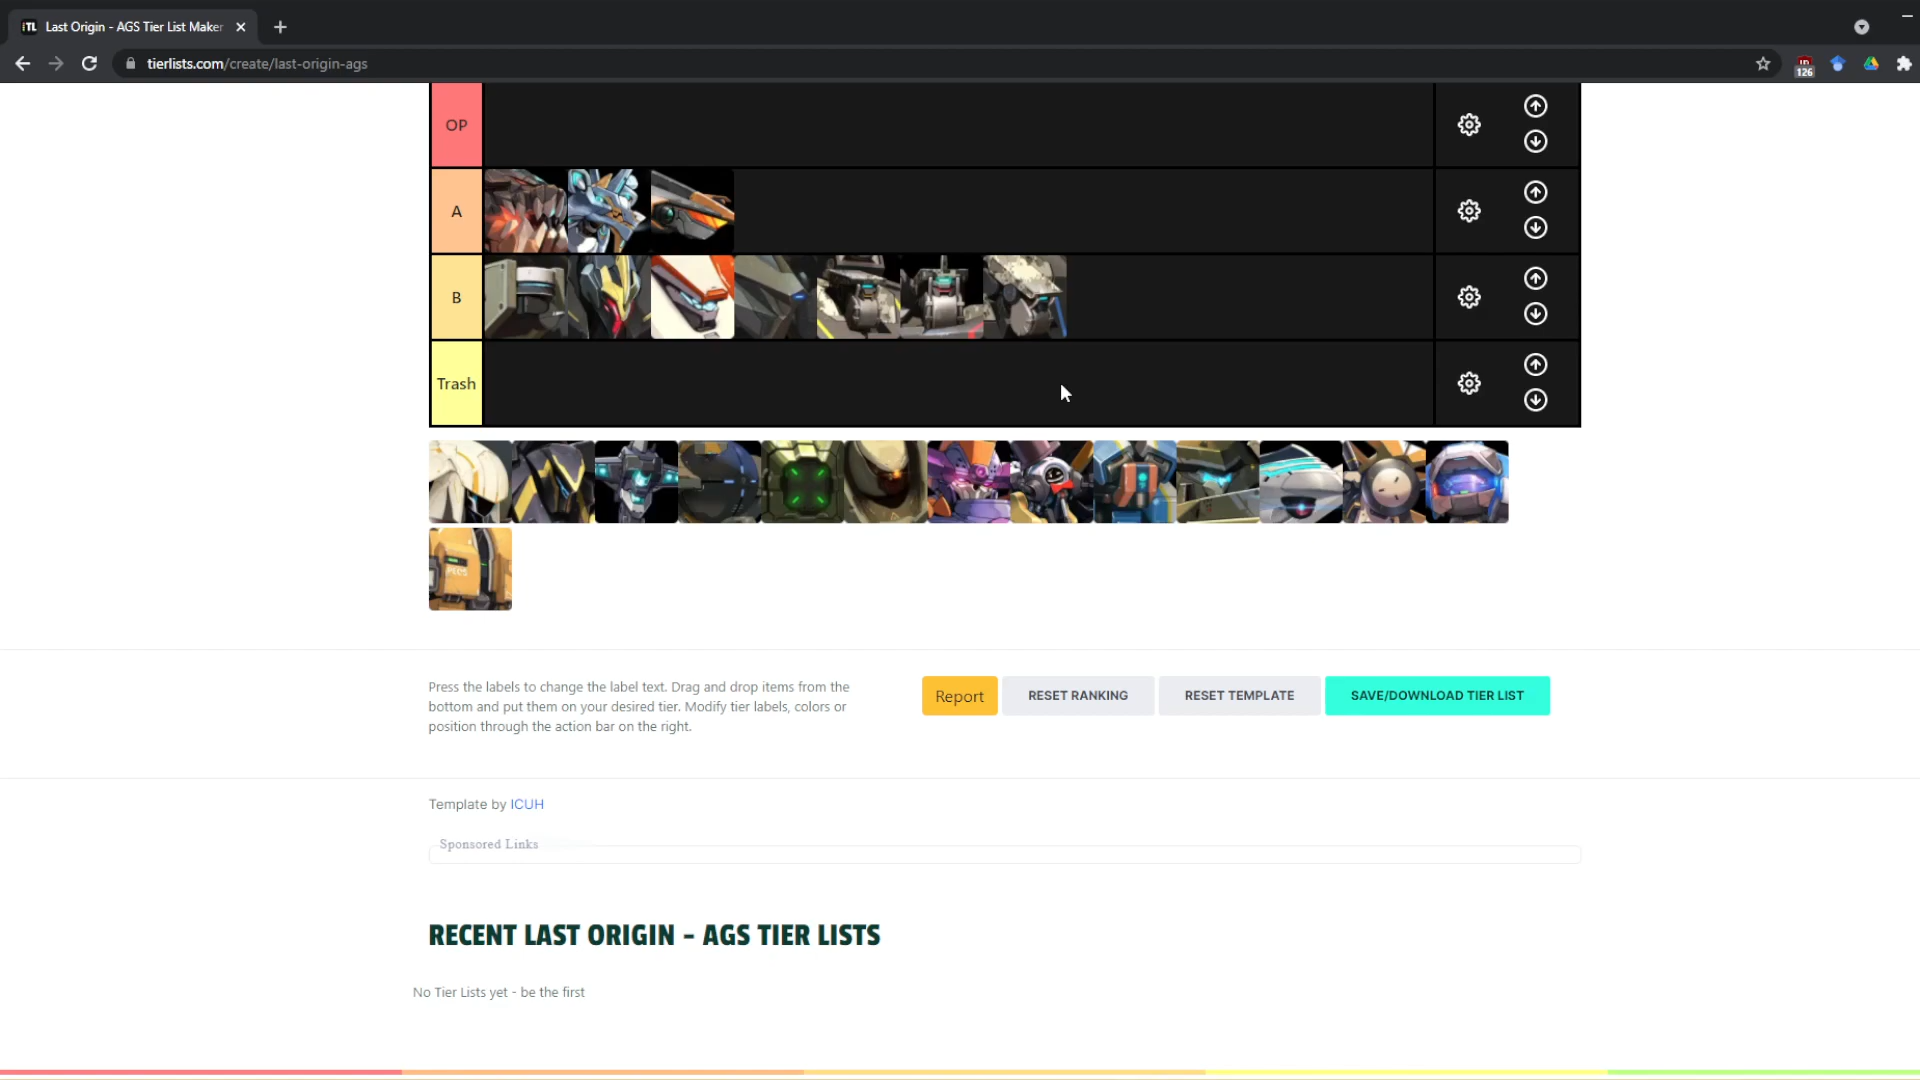 Last Origin - AGS Tier List Maker
tierlists.com/create/last-origin-ags
126
OP
A
B
Trash
Press the labels to change the label text. Drag and drop items from the
bottom and put them on your desired tier. Modify tier labels, colors or
position through the action bar on the right.
Report
RESET RANKING
RESET TEMPLATE
SAVE/DOWNLOAD TIER LIST
Template by ICUH
Sponsored Links
RECENT LAST ORIGIN - AGS TIER LISTS
No Tier Lists yet - be the first